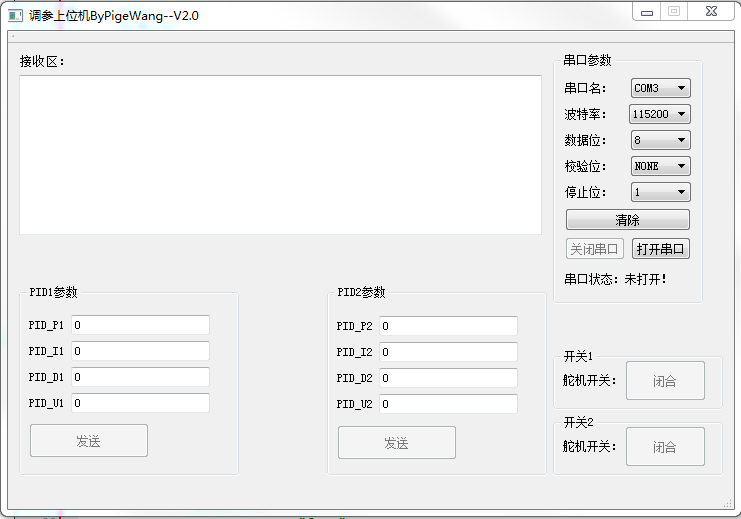 调参上位机ByPigeWang--V2.0
接收区：
串口参数
串口名： COM3
波特率： 115200
数据位： 8
校验位： NONE
停止位： 1
清除
关闭串口 打开串口
串口状态：未打开！
PID1参数
PID_P1 0
PID_I1 0
PID_D1 0
PID_U1 0
发送
PID2参数
PID_P2 0
PID_I2 0
PID_D2 0
PID_U2 0
发送
开关1
舵机开关： 闭合
开关2
舵机开关： 闭合